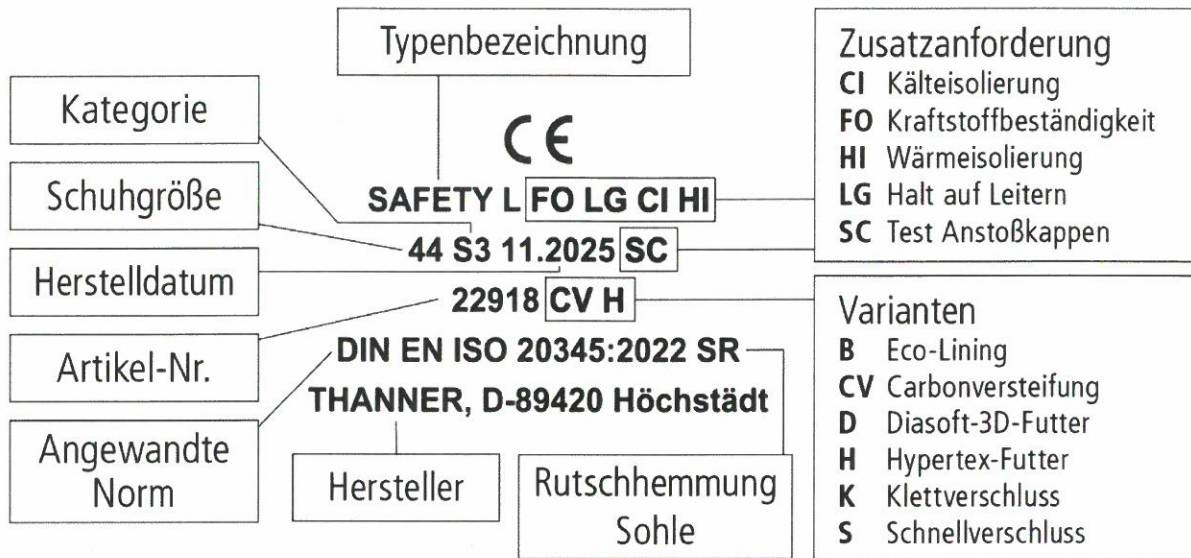 Typenbezeichnung
Kategorie
Schuhgröße
Herstelldatum
Artikel-Nr.
Angewandte
Norm
CE
SAFETY L FO LG CI HI
44 S3 11.2025 SC
22918 CV H
DIN EN ISO 20345:2022 SR
THANNER, D-89420 Höchstädt
Hersteller
Rutschhemmung
Sohle
Zusatzanforderung
CI Kälteisolierung
FO Kraftstoffbeständigkeit
HI Wärmeisolierung
LG Halt auf Leitern
SC Test Anstoßkappen
Varianten
B Eco-Lining
CV Carbonversteifung
D Diasoft-3D-Futter
H Hypertex-Futter
K Klettverschluss
S Schnellverschluss